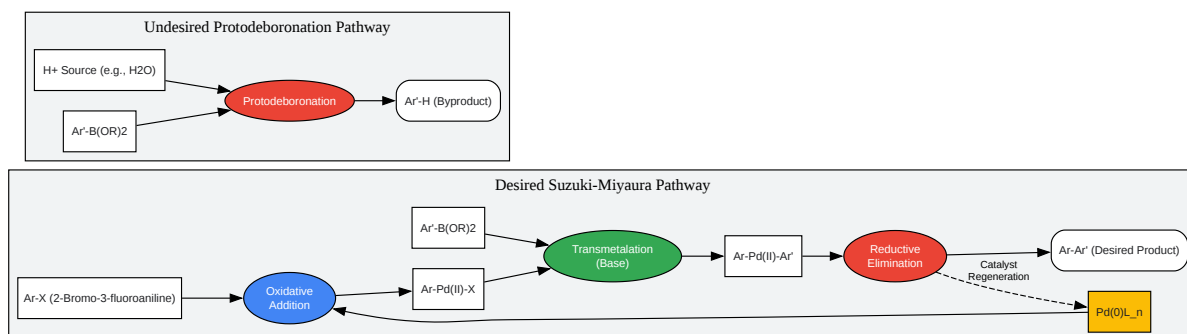 Undesired Protodeboronation Pathway
H+ Source (e.g., H2O)
Protodeboronation
Ar'-H (Byproduct)
Ar'-B(OR)2
Desired Suzuki-Miyaura Pathway
Ar'-B(OR)2
Transmetalation
(Base)
Ar-Pd(II)-Ar'
Reductive
Elimination
Ar-Ar' (Desired Product)
Catalyst
Regeneration
Ar-X (2-Bromo-3-fluoroaniline)
Oxidative
Addition
Ar-Pd(II)-X
Pd(0)L_n